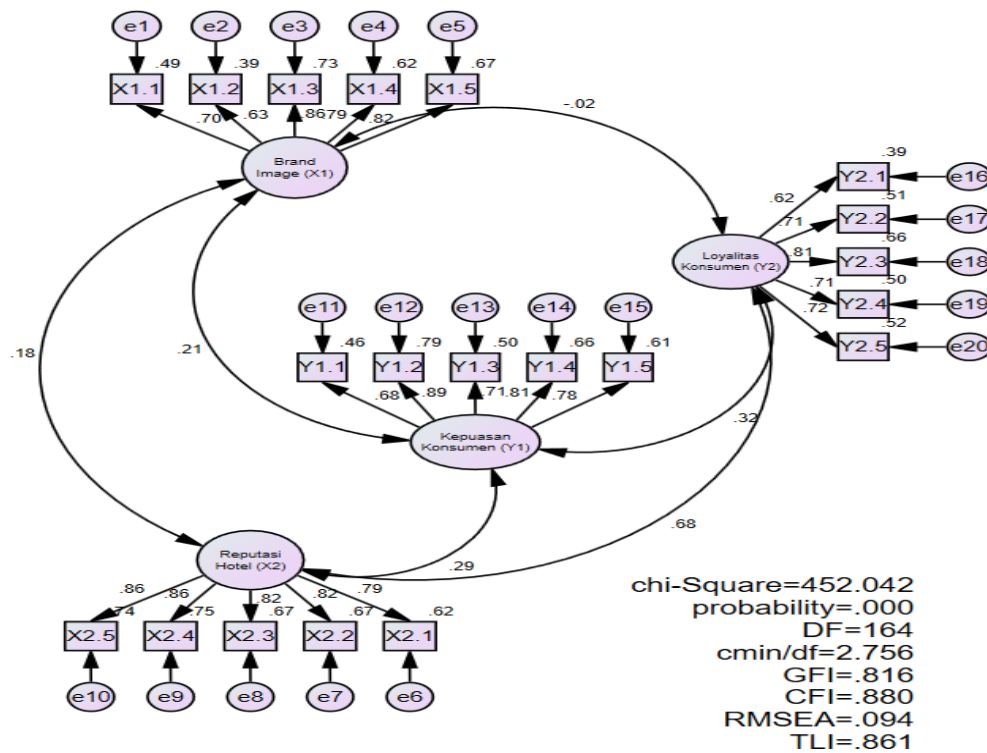 e1 e2 e3 e4 e5
.49 .39 .73 .62 .67
X1.1 X1.2 X1.3 X1.4 X1.5
.70 .63 .86 .79 .82
-.02
Brand
Image (X1)
.39
Y2.1 e16
.62 .51
.71 Y2.2 e17
.66
.81 Y2.3 e18
Loyalitas
Konsumen (Y2)
.50
.71 Y2.4 e19
.72 .52
Y2.5 e20
e11 e12 e13 e14 e15
.18 .21
.46 .79 .50 .66 .61
Y1.1 Y1.2 Y1.3 Y1.4 Y1.5
.68 .89 .71 .81 .78
.32
Kepuasan
Konsumen (Y1)
.68
Reputasi
Hotel (X2)
.29
.86 .86 .82 .82 .79
.74 .75 .67 .67 .62
X2.5 X2.4 X2.3 X2.2 X2.1
e10 e9 e8 e7 e6
chi-Square=452.042
probability=.000
DF=164
cmin/df=2.756
GFI=.816
CFI=.880
RMSEA=.094
TLI=.861